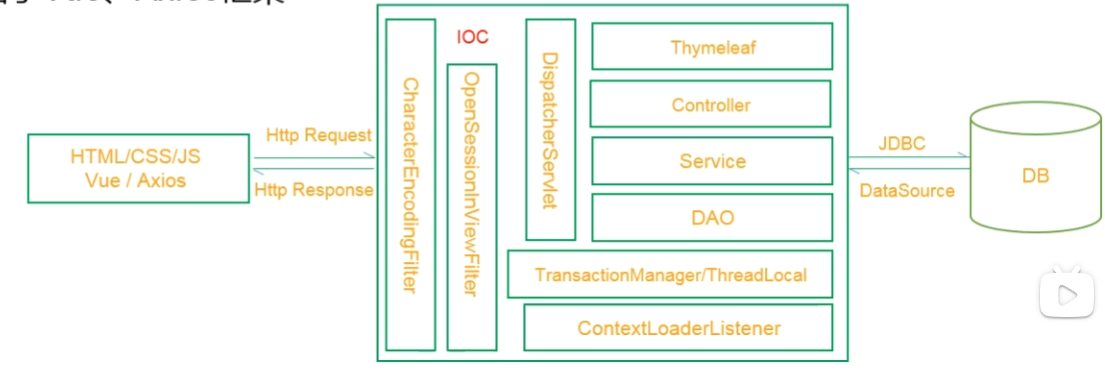 HTML/CSS/JS
Vue / Axios
Http Request
Http Response
CharacterEncodingFilter
IOC
OpenSessionInViewFilter
DispatcherServlet
Thymeleaf
Controller
Service
DAO
TransactionManager/ThreadLocal
ContextLoaderListener
JDBC
DataSource
DB